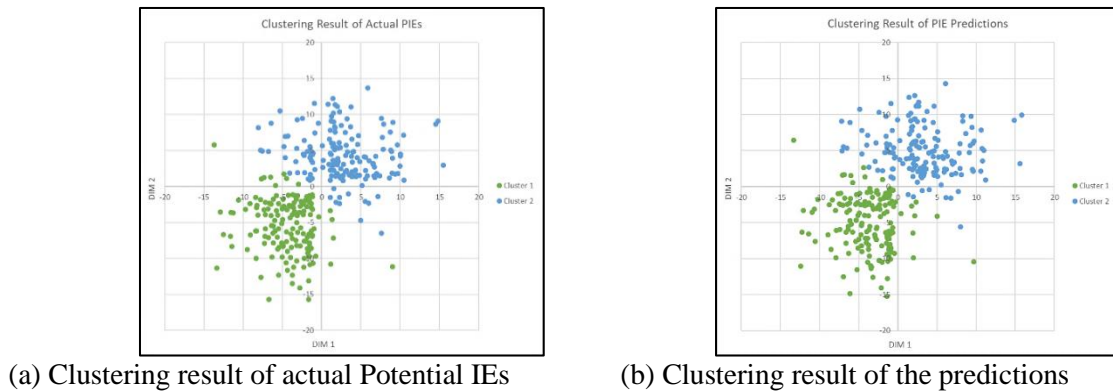 Clustering Result of Actual PIEs
20
15
10
5
0
-20 -15 -10 -5 0 5 10 15 20
-5
-10
-15
-20
DIM 2
DIM 1
Cluster 1
Cluster 2
(a) Clustering result of actual Potential IEs
Clustering Result of PIE Predictions
20
15
10
5
0
-20 -15 -10 -5 0 5 10 15 20
-5
-10
-15
-20
DIM 2
DIM 1
Cluster 1
Cluster 2
(b) Clustering result of the predictions